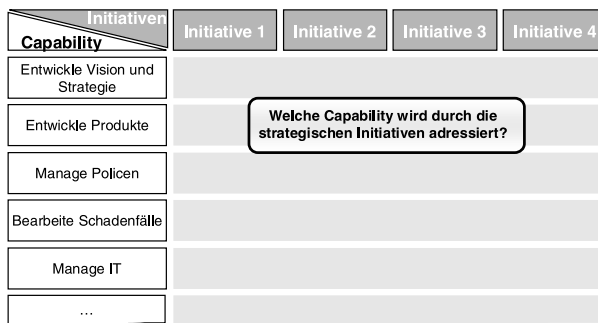 Initiativen
Capability
Initiative 1
Initiative 2
Initiative 3
Initiative 4
Entwickle Vision und
Strategie
Entwickle Produkte
Welche Capability wird durch die
strategischen Initiativen adressiert?
Manage Policen
Bearbeite Schadenfälle
Manage IT
…